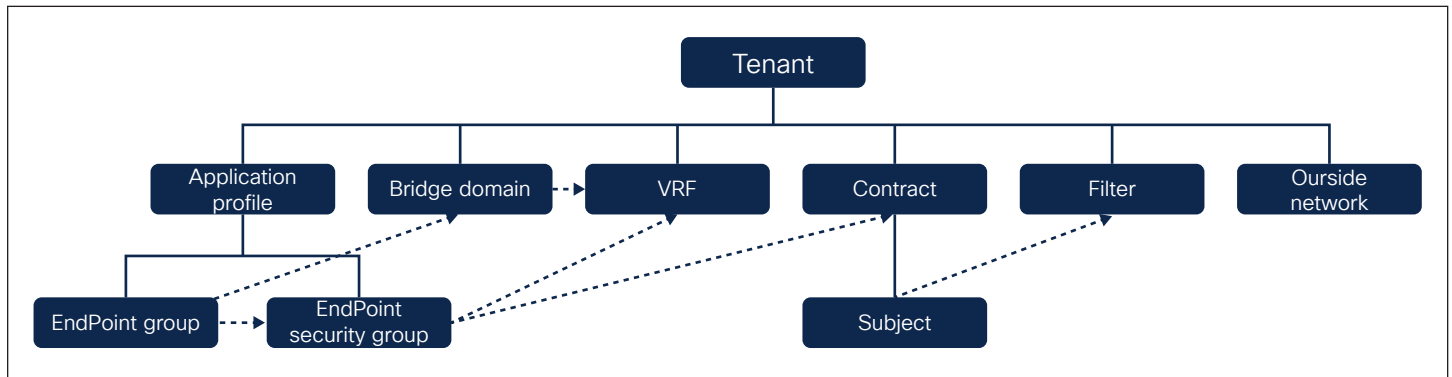 Tenant
Application
profile
Bridge domain
VRF
Contract
Filter
Ourside
network
EndPoint group
EndPoint
security group
Subject